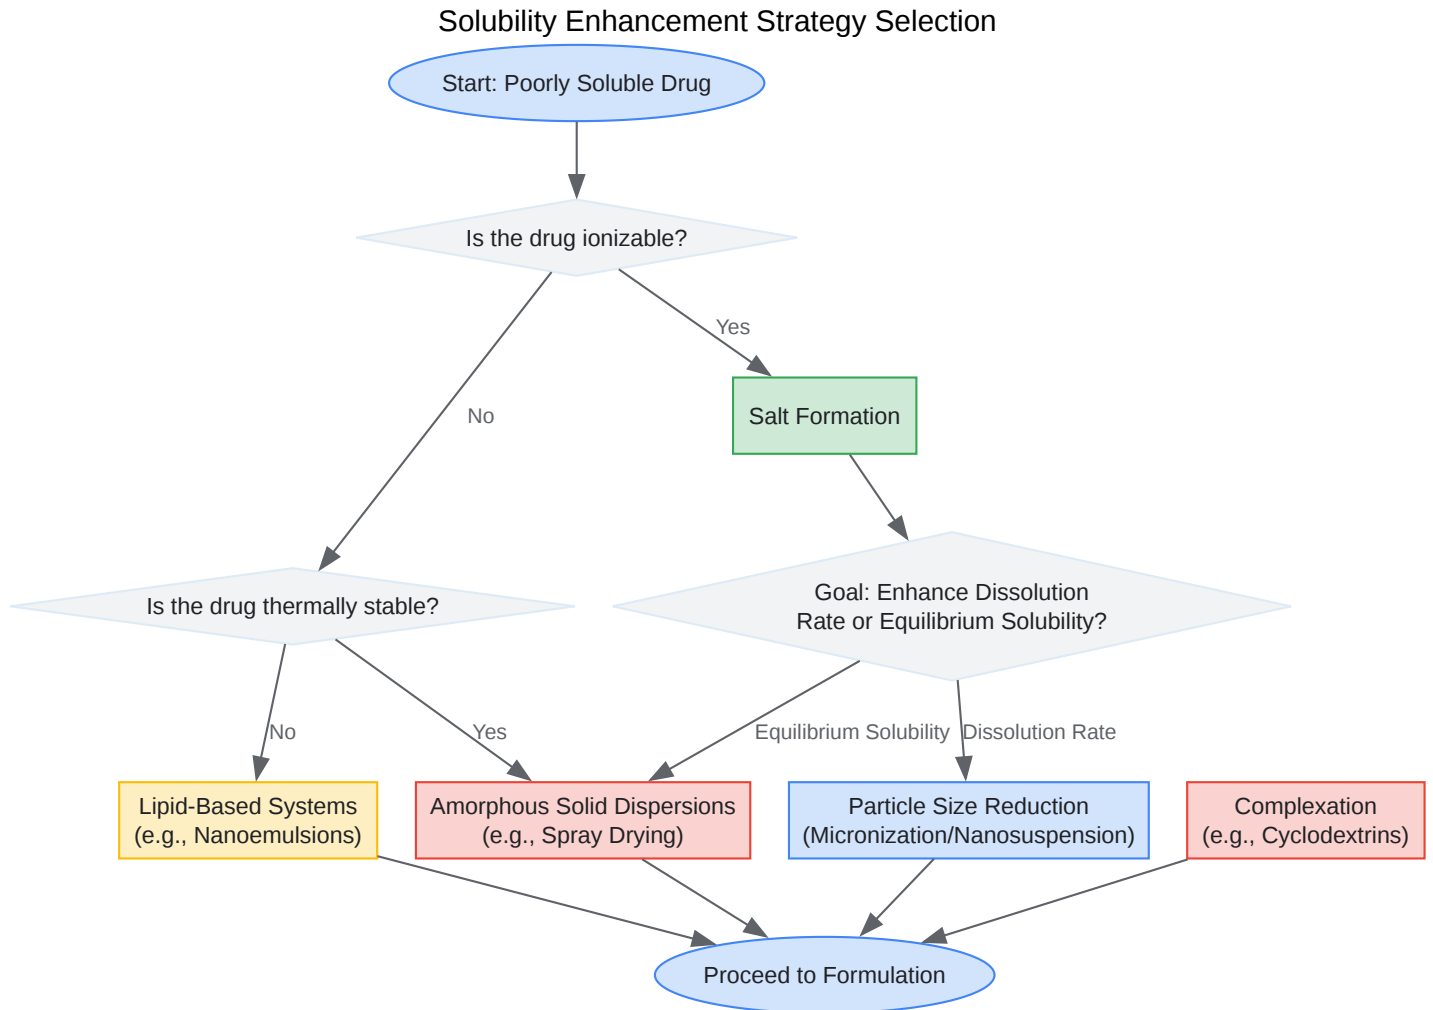 Solubility Enhancement Strategy Selection
Start: Poorly Soluble Drug
Is the drug ionizable?
Yes
No
Salt Formation
Is the drug thermally stable?
Goal: Enhance Dissolution
Rate or Equilibrium Solubility?
No
Yes
Equilibrium Solubility
Dissolution Rate
Lipid-Based Systems
(e.g., Nanoemulsions)
Amorphous Solid Dispersions
(e.g., Spray Drying)
Particle Size Reduction
(Micronization/Nanosuspension)
Complexation
(e.g., Cyclodextrins)
Proceed to Formulation